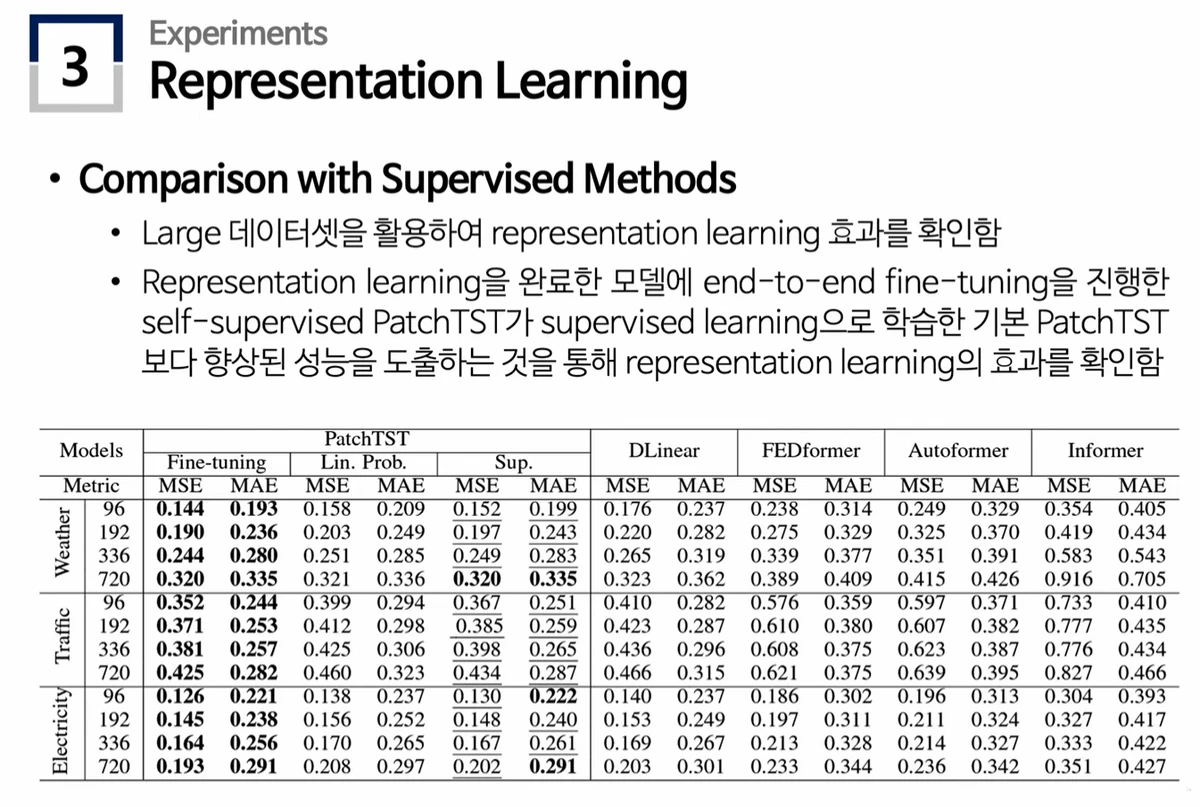 3
Experiments
Representation Learning
• Comparison with Supervised Methods
• Large 데이터셋을 활용하여 representation learning 효과를 확인함
• Representation learning을 완료한 모델에 end-to-end fine-tuning을 진행한
self-supervised PatchTST가 supervised learning으로 학습한 기본 PatchTST
보다 향상된 성능을 도출하는 것을 통해 representation learning의 효과를 확인함
Models PatchTST DLinear FEDformer Autoformer Informer
Fine-tuning Lin. Prob. Sup.
Metric MSE MAE MSE MAE MSE MAE MSE MAE MSE MAE MSE MAE MSE MAE
Weather
96 0.144 0.193 0.158 0.209 0.152 0.199 0.176 0.237 0.238 0.314 0.249 0.329 0.354 0.405
192 0.190 0.236 0.203 0.249 0.197 0.243 0.220 0.282 0.275 0.329 0.325 0.370 0.419 0.434
336 0.244 0.280 0.251 0.285 0.249 0.283 0.265 0.319 0.339 0.377 0.351 0.391 0.583 0.543
720 0.320 0.335 0.321 0.336 0.320 0.335 0.323 0.362 0.389 0.409 0.415 0.426 0.916 0.705
Traffic
96 0.352 0.244 0.399 0.294 0.367 0.251 0.410 0.282 0.576 0.359 0.597 0.371 0.733 0.410
192 0.371 0.253 0.412 0.298 0.385 0.259 0.423 0.287 0.610 0.380 0.607 0.382 0.777 0.435
336 0.381 0.257 0.425 0.306 0.398 0.265 0.436 0.296 0.608 0.375 0.623 0.387 0.776 0.434
720 0.425 0.282 0.460 0.323 0.434 0.287 0.466 0.315 0.621 0.375 0.639 0.395 0.827 0.466
Electricity
96 0.126 0.221 0.138 0.237 0.130 0.222 0.140 0.237 0.186 0.302 0.196 0.313 0.304 0.393
192 0.145 0.238 0.156 0.252 0.148 0.240 0.153 0.249 0.197 0.311 0.211 0.324 0.327 0.417
336 0.164 0.256 0.170 0.265 0.167 0.261 0.169 0.267 0.213 0.328 0.214 0.327 0.333 0.422
720 0.193 0.291 0.208 0.297 0.202 0.291 0.203 0.301 0.233 0.344 0.236 0.342 0.351 0.427